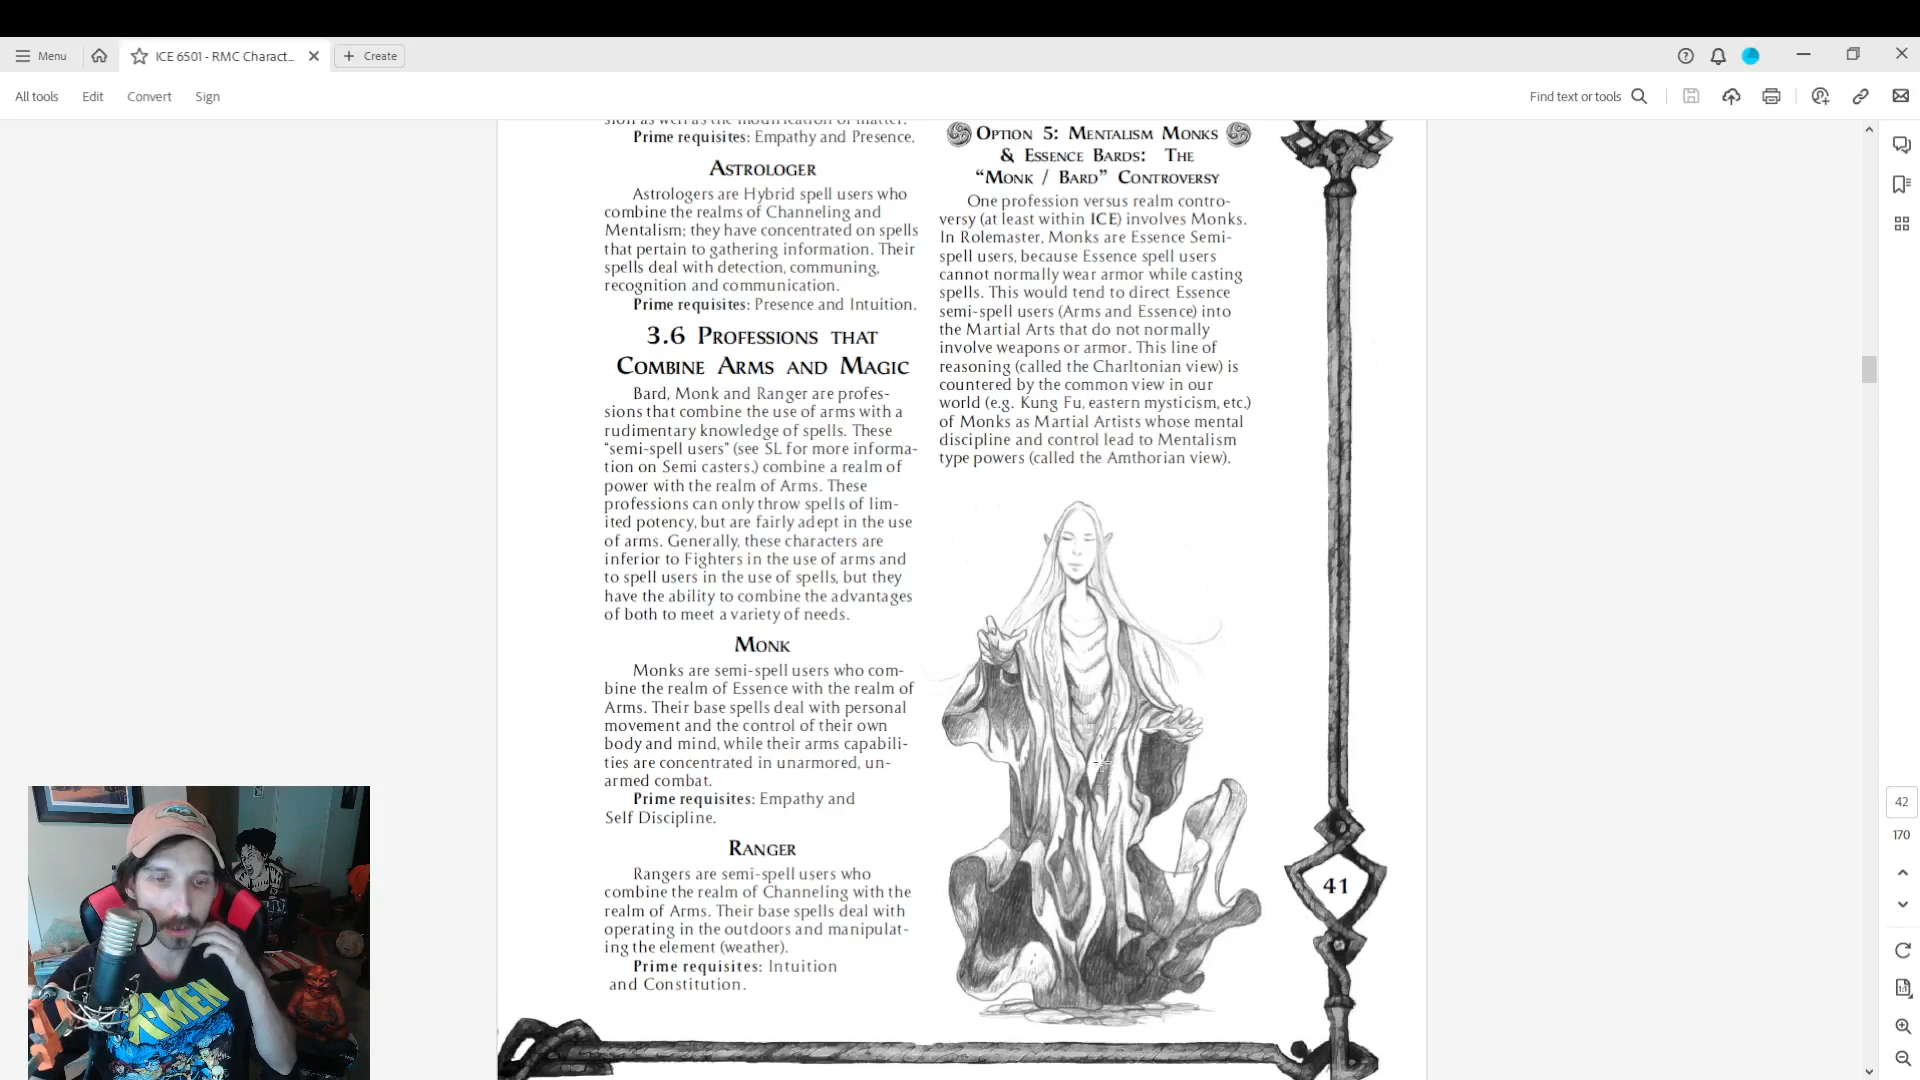 Menu
ICE 6501 - RMC Charact...
Create
All tools
Edit
Convert
Sign
Find text or tools
sion as well as the modification of matter.
Prime requisites: Empathy and Presence.
Astrologer
Astrologers are Hybrid spell users who
combine the realms of Channeling and
Mentalism; they have concentrated on spells
that pertain to gathering information. Their
spells deal with detection, communing,
recognition and communication.
Prime requisites: Presence and Intuition.
3.6 Professions that
Combine Arms and Magic
Bard, Monk and Ranger are profes-
sions that combine the use of arms with a
rudimentary knowledge of spells. These
“semi-spell users” (see SL for more informa-
tion on Semi casters.) combine a realm of
power with the realm of Arms. These
professions can only throw spells of lim-
ited potency, but are fairly adept in the use
of arms. Generally, these characters are
inferior to Fighters in the use of arms and
to spell users in the use of spells, but they
have the ability to combine the advantages
of both to meet a variety of needs.
Monk
Monks are semi-spell users who com-
bine the realm of Essence with the realm of
Arms. Their base spells deal with personal
movement and the control of their own
body and mind, while their arms capabili-
ties are concentrated in unarmored, un-
armed combat.
Prime requisites: Empathy and
Self Discipline.
Ranger
Rangers are semi-spell users who
combine the realm of Channeling with the
realm of Arms. Their base spells deal with
operating in the outdoors and manipulat-
ing the element (weather).
Prime requisites: Intuition
and Constitution.
Option 5: Mentalism Monks
& Essence Bards: The
“Monk / Bard” Controversy
One profession versus realm contro-
versy (at least within ICE) involves Monks.
In Rolemaster, Monks are Essence Semi-
spell users, because Essence spell users
cannot normally wear armor while casting
spells. This would tend to direct Essence
semi-spell users (Arms and Essence) into
the Martial Arts that do not normally
involve weapons or armor. This line of
reasoning (called the Charltonian view) is
countered by the common view in our
world (e.g. Kung Fu, eastern mysticism, etc.)
of Monks as Martial Artists whose mental
discipline and control lead to Mentalism
type powers (called the Amthorian view).
41
42
170
X-MEN